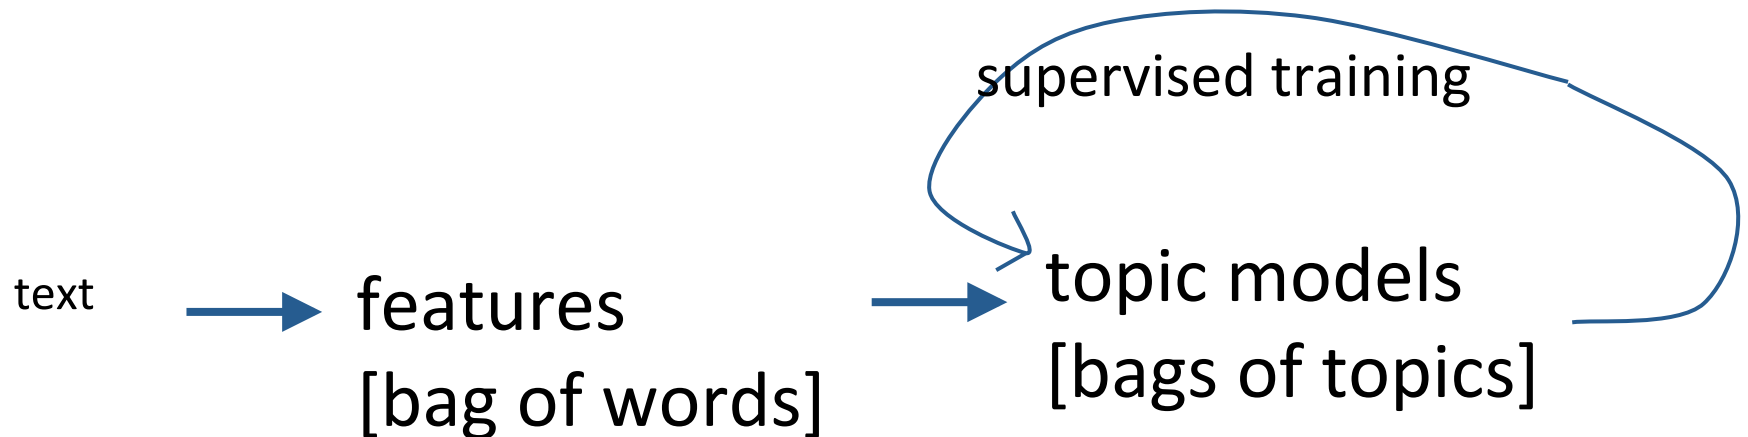 supervised training
text
features
[bag of words]
topic models
[bags of topics]